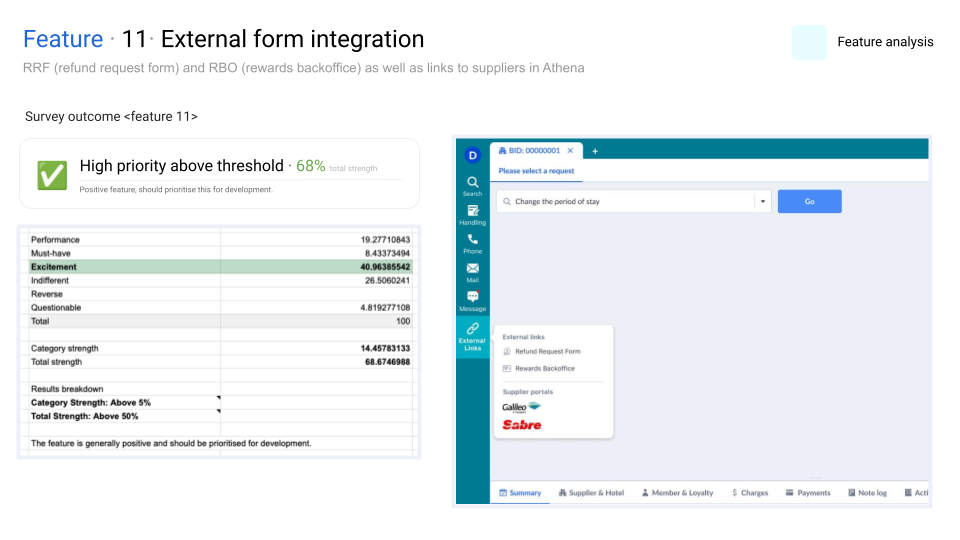 Feature · 11· External form integration
Feature analysis
RRF (refund request form) and RBO (rewards backoffice) as well as links to suppliers in Athena
Survey outcome <feature 11>
High priority above threshold · 68% total strength
Positive feature, should prioritise this for development.
Performance 19.27710843
Must-have 8.43373494
Excitement 40.96385542
Indifferent 26.5060241
Reverse
Questionable 4.819277108
Total 100
Category strength 14.45783133
Total strength 68.6746988
Results breakdown
Category Strength: Above 5%
Total Strength: Above 50%
The feature is generally positive and should be prioritised for development.
D
BID: 00000001 × +
Please select a request
Search
Change the period of stay
Go
Handling
Phone
Mail
Message
External
Links
External links
Refund Request Form
Rewards Backoffice
Supplier portals
Galileo
Sabre
Summary
Supplier & Hotel
Member & Loyalty
$ Charges
Payments
Note log
Acti